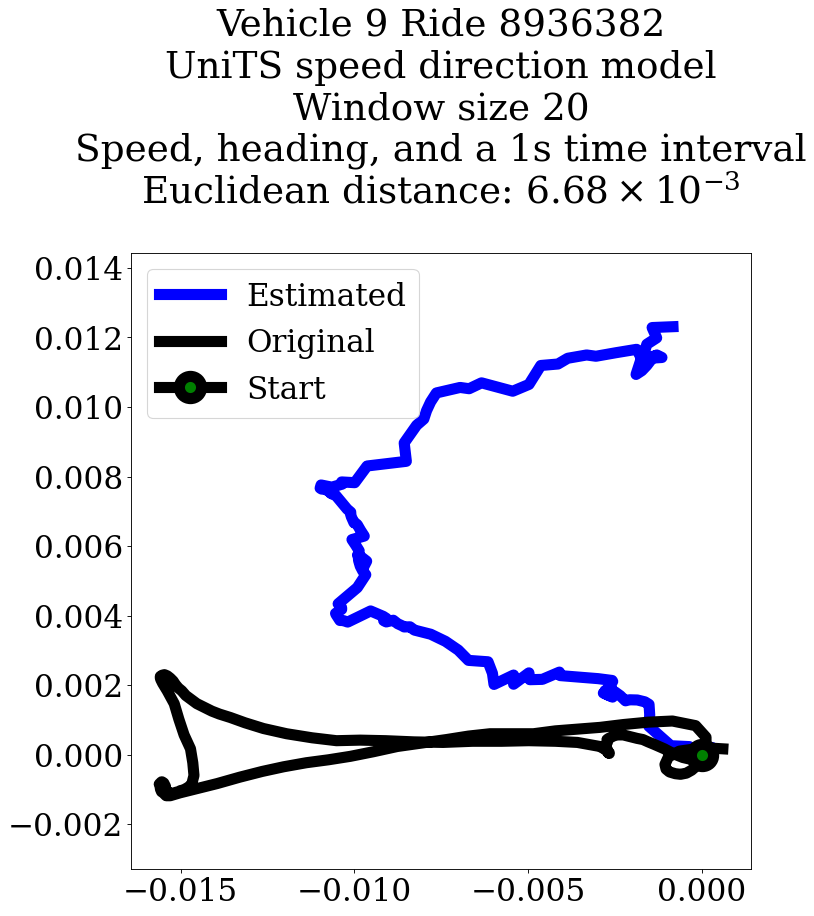 Vehicle 9 Ride 8936382
UniTS speed direction model
Window size 20
Speed, heading, and a 1s time interval
Euclidean distance: 6.68 × 10⁻³
0.014
0.012
0.010
0.008
0.006
0.004
0.002
0.000
−0.002
Estimated
Original
Start
−0.015
−0.010
−0.005
0.000